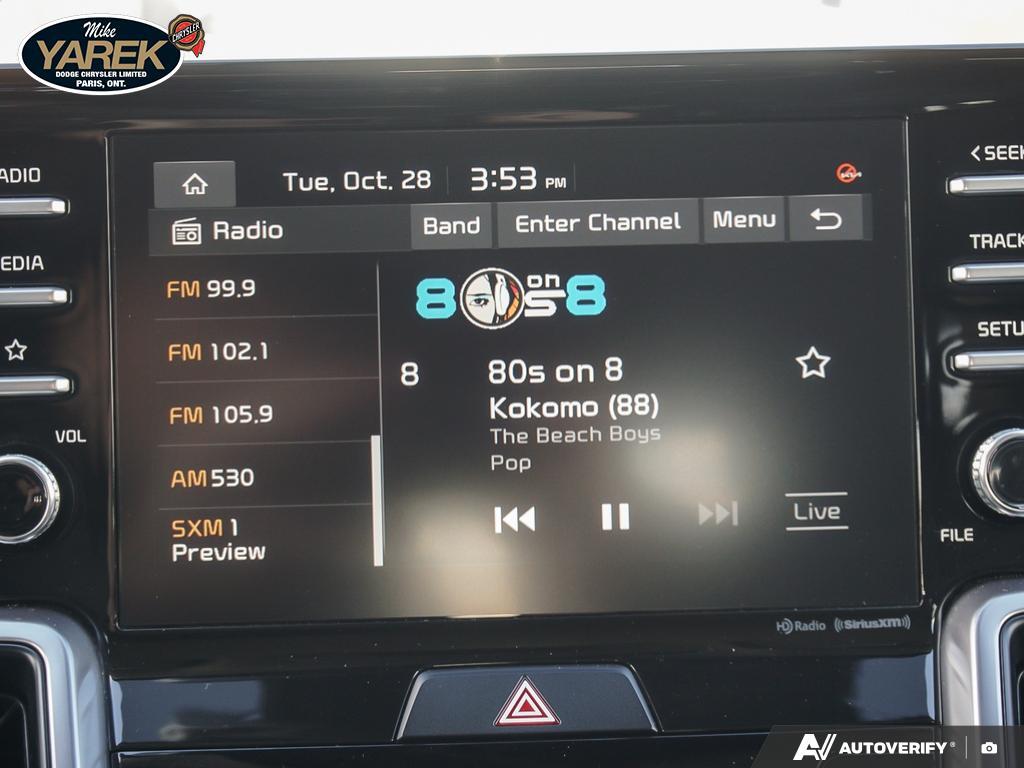 Mike
YAREK
CHRYSLER
DODGE CHRYSLER LIMITED
PARIS, ONT.
ADIO
EDIA
VOL
Tue, Oct. 28 3:53 PM
Radio Band Enter Channel Menu
FM 99.9
FM 102.1
FM 105.9
AM 530
SXM 1
Preview
80s on 8
8 80s on 8
Kokomo (88)
The Beach Boys
Pop
Live
SEEK
TRACK
SETU
FILE
HD Radio SiriusXM
AUTOVERIFY